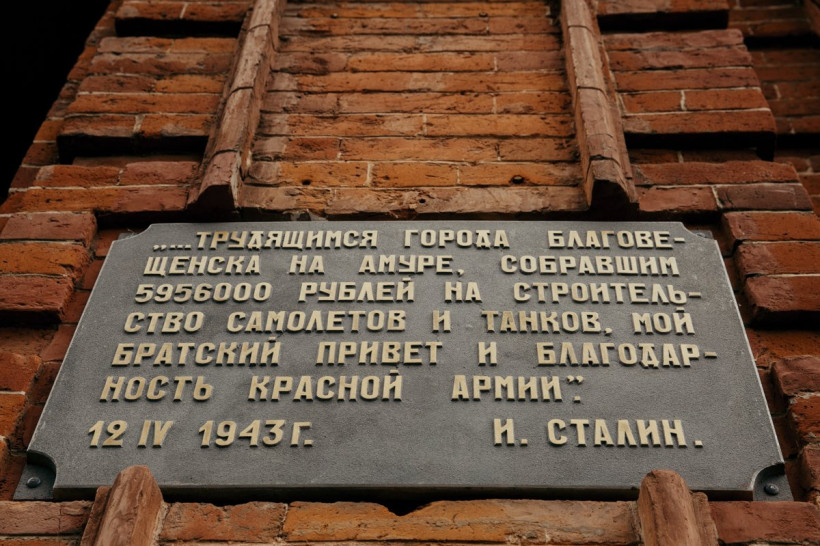 „...ТРУДЯЩИМСЯ ГОРОДА БЛАГОВЕ-
ЩЕНСКА НА АМУРЕ, СОБРАВШИМ
5956000 РУБЛЕЙ НА СТРОИТЕЛЬ-
СТВО САМОЛЕТОВ И ТАНКОВ, МОЙ
БРАТСКИЙ ПРИВЕТ И БЛАГОДАР-
НОСТЬ КРАСНОЙ АРМИИ”.
12 IV 1943 г. И. СТАЛИН.